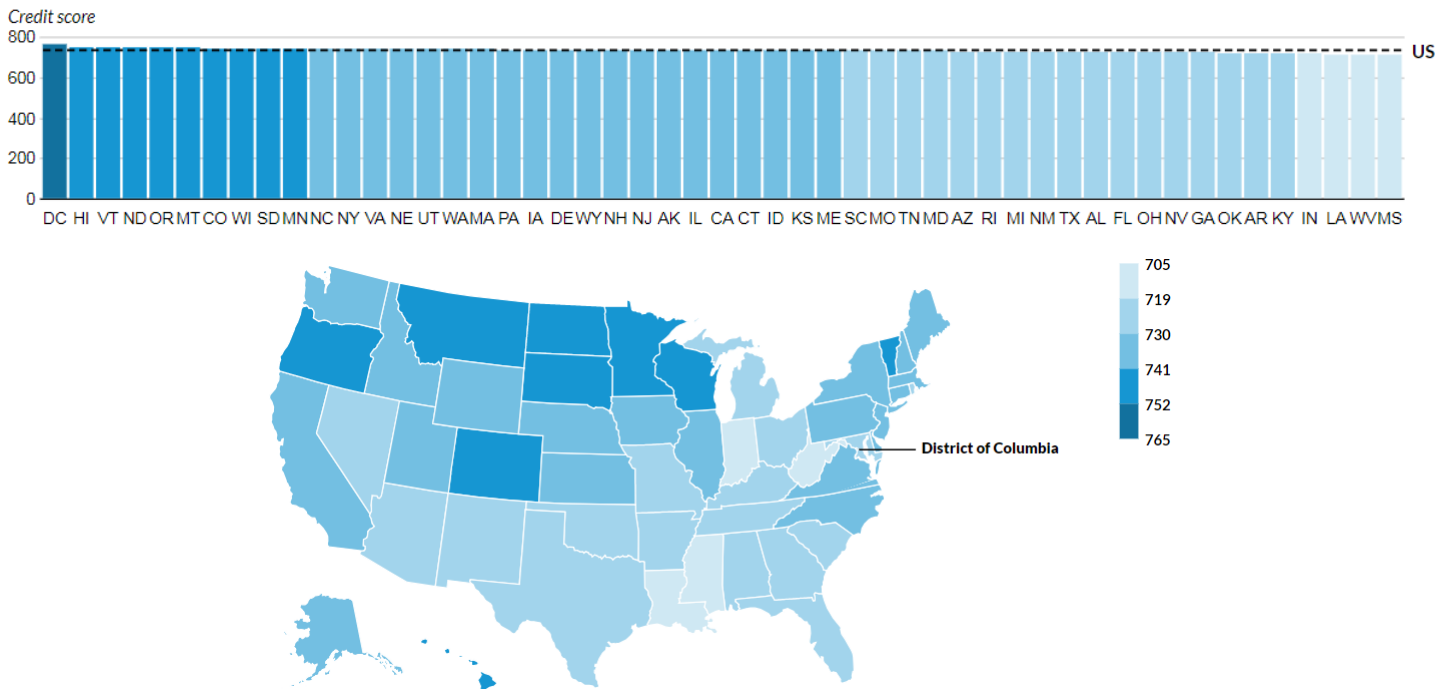 Credit score
800
US
600
400
200
0
DC HI VT ND OR MT CO WI SD MN NC NY VA NE UT WA MA PA IA DE WY NH NJ AK IL CA CT ID KS ME SC MO TN MD AZ RI MI NM TX AL FL OH NV GA OK AR KY IN LA WV MS
705
719
730
741
752
765
District of Columbia